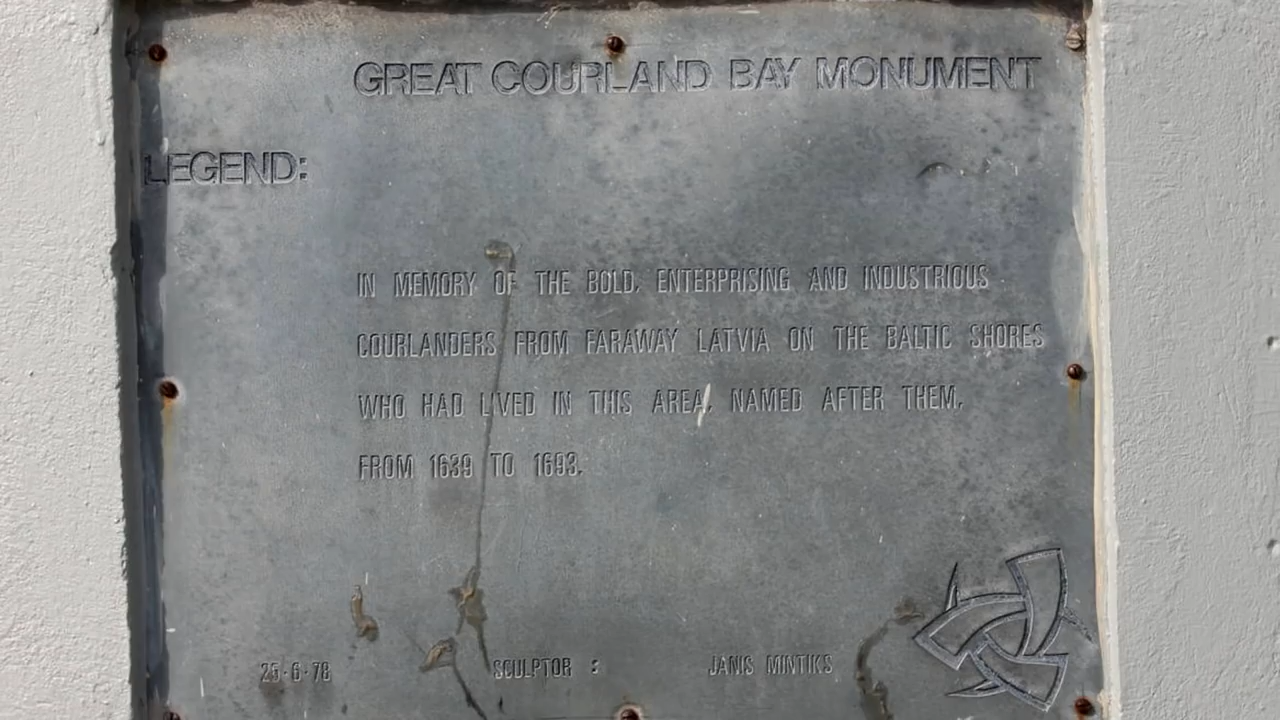 GREAT COURLAND BAY MONUMENT
LEGEND:
IN MEMORY OF THE BOLD, ENTERPRISING AND INDUSTRIOUS
COURLANDERS FROM FARAWAY LATVIA ON THE BALTIC SHORES
WHO HAD LIVED IN THIS AREA, NAMED AFTER THEM,
FROM 1639 TO 1693.
25·6·78 SCULPTOR : JANIS MINTIKS